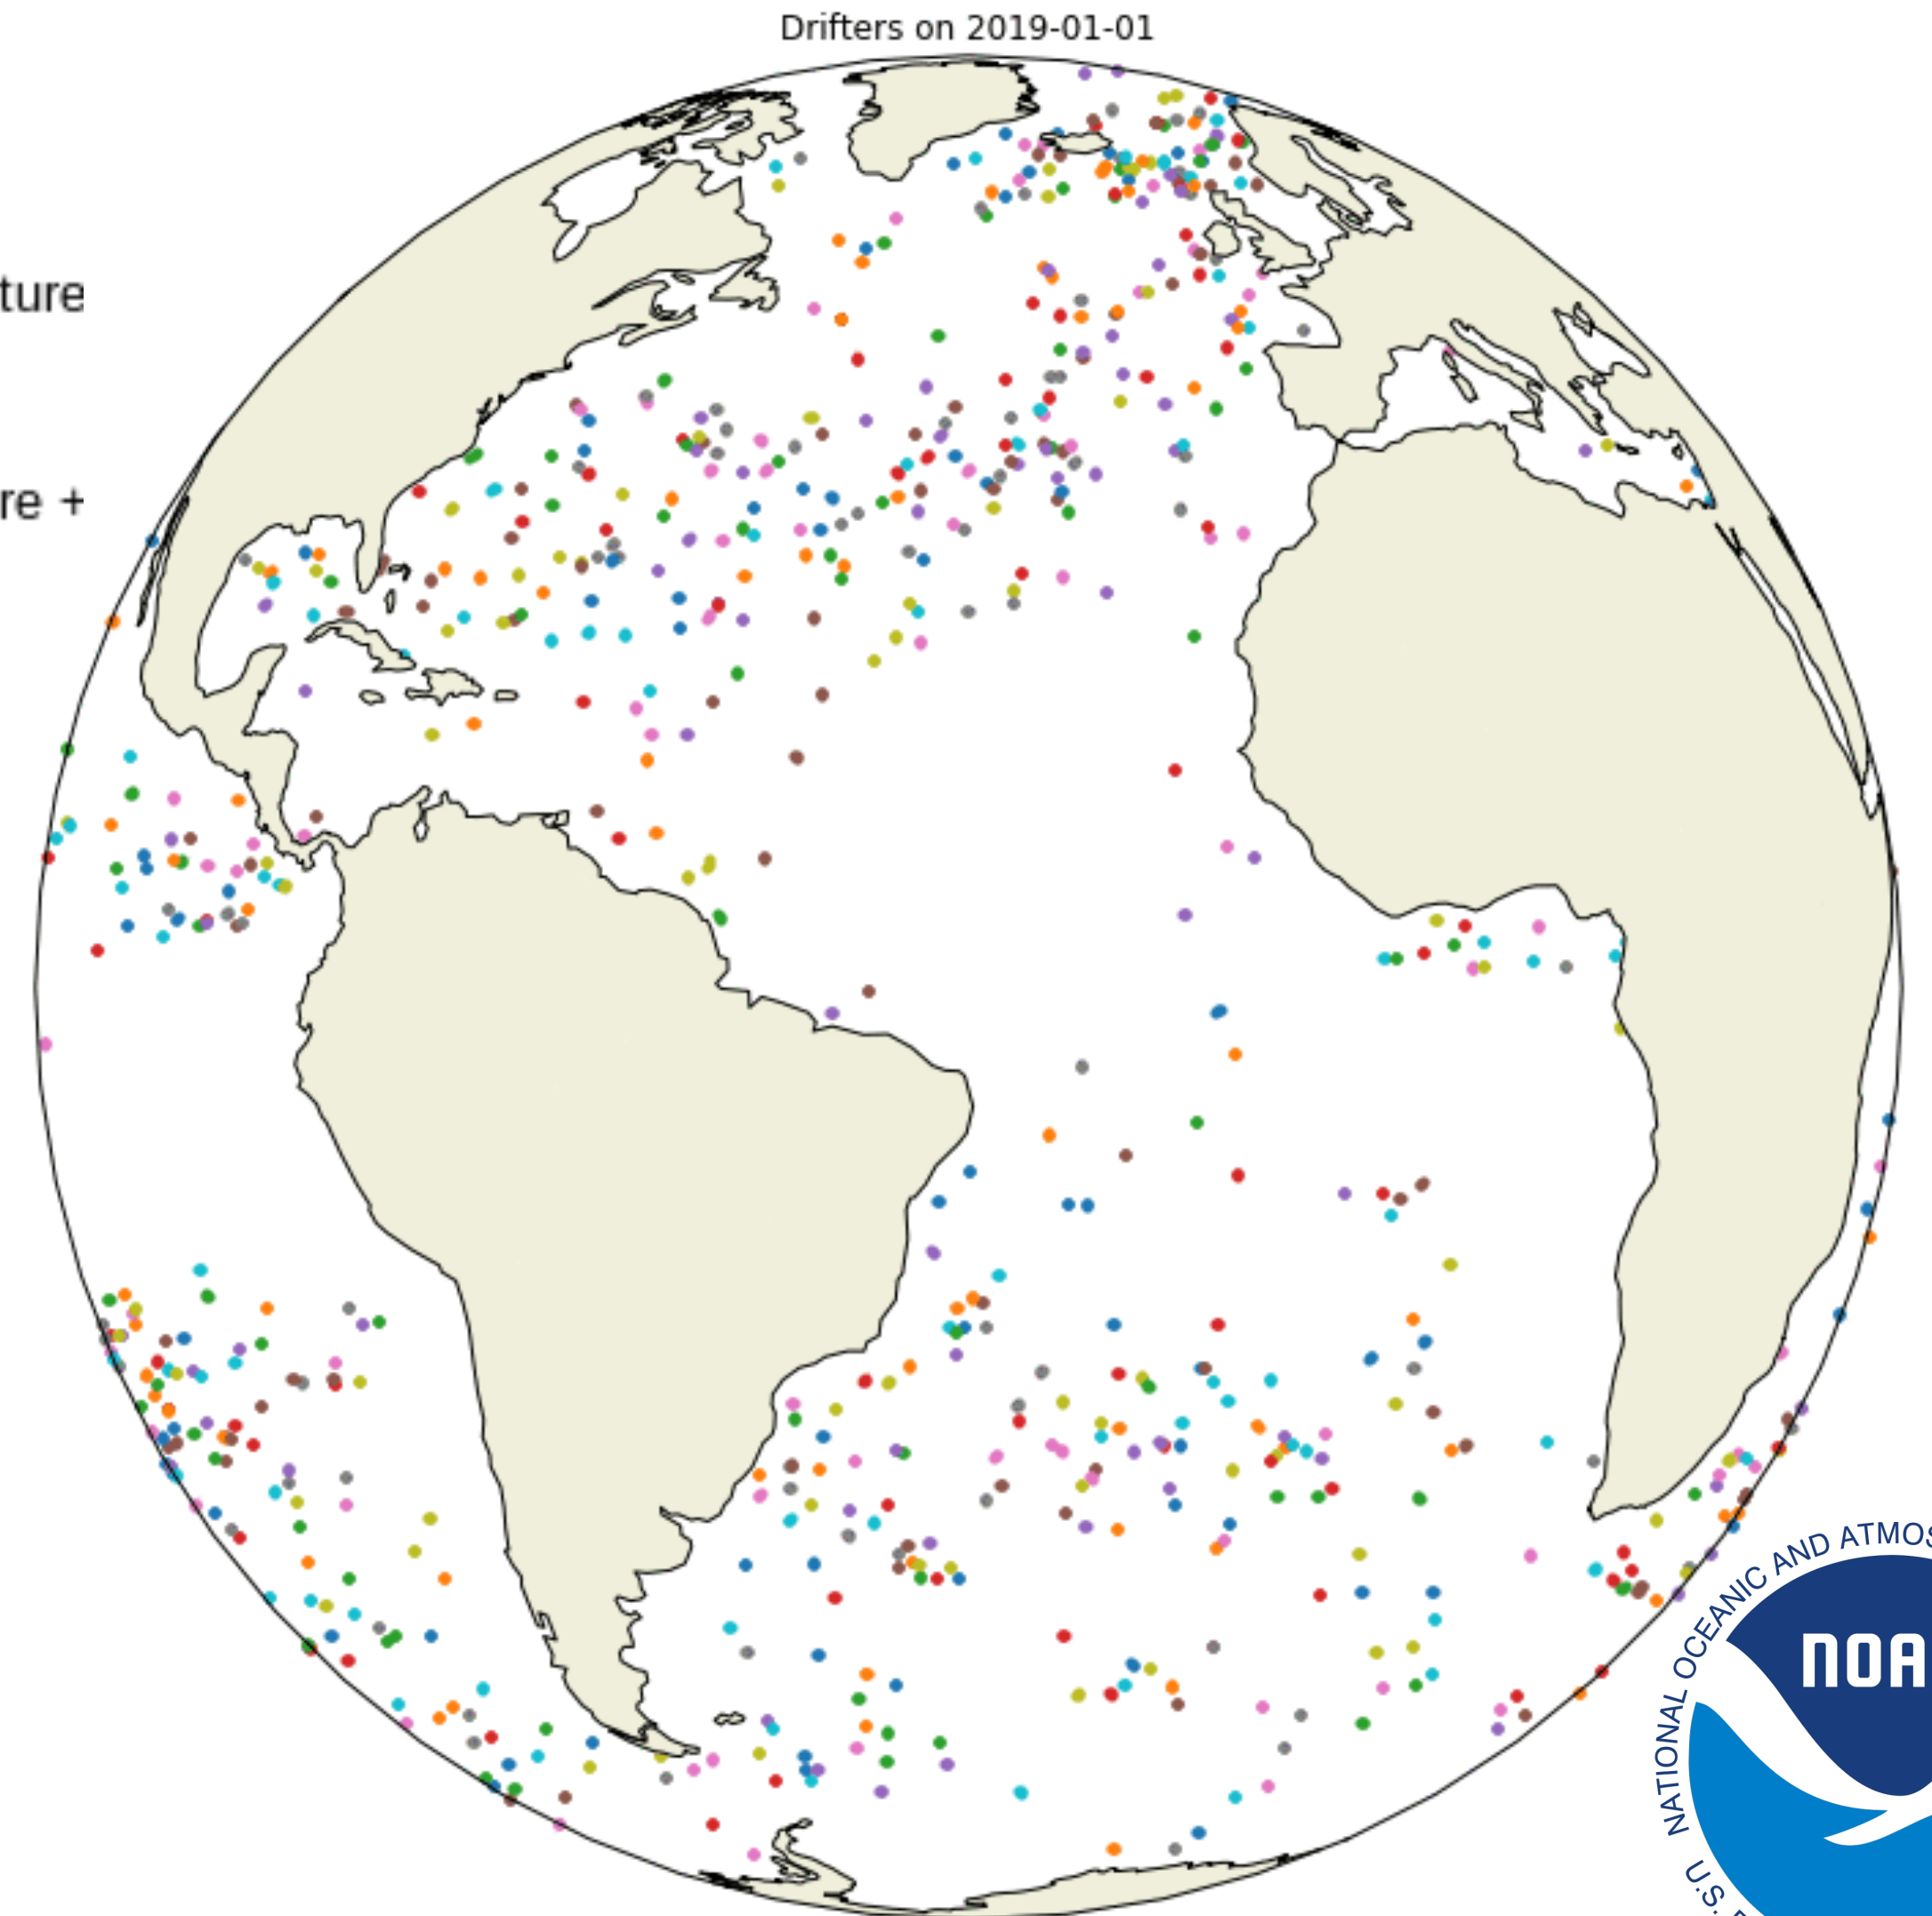 Drifters on 2019-01-01
ture
re +
NATIONAL OCEANIC AND ATMOS
NOA
U.S.